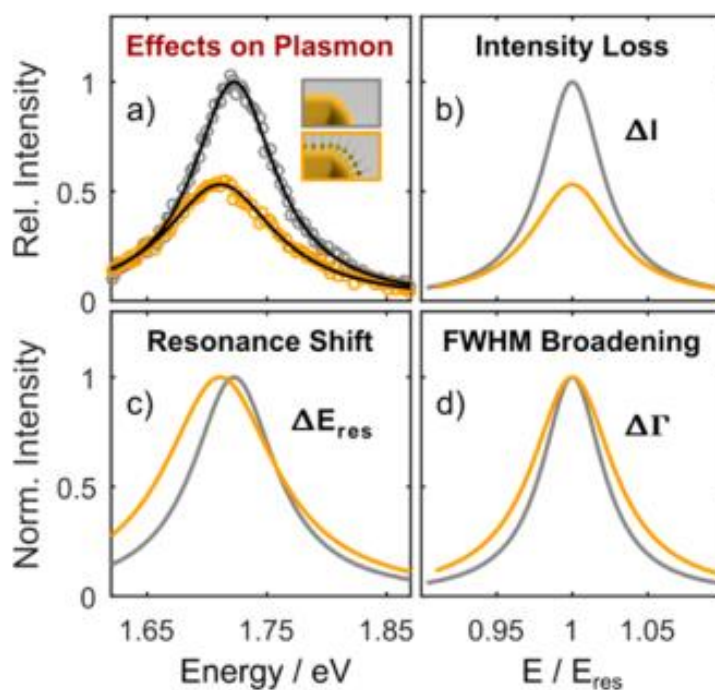 Effects on Plasmon
Intensity Loss
a)
b)
ΔI
Rel. Intensity
1
0.5
0
Resonance Shift
FWHM Broadening
c)
d)
ΔE_res
ΔΓ
Norm. Intensity
1
0.5
0
1.65
1.75
1.85
0.95
1
1.05
Energy / eV
E / E_res